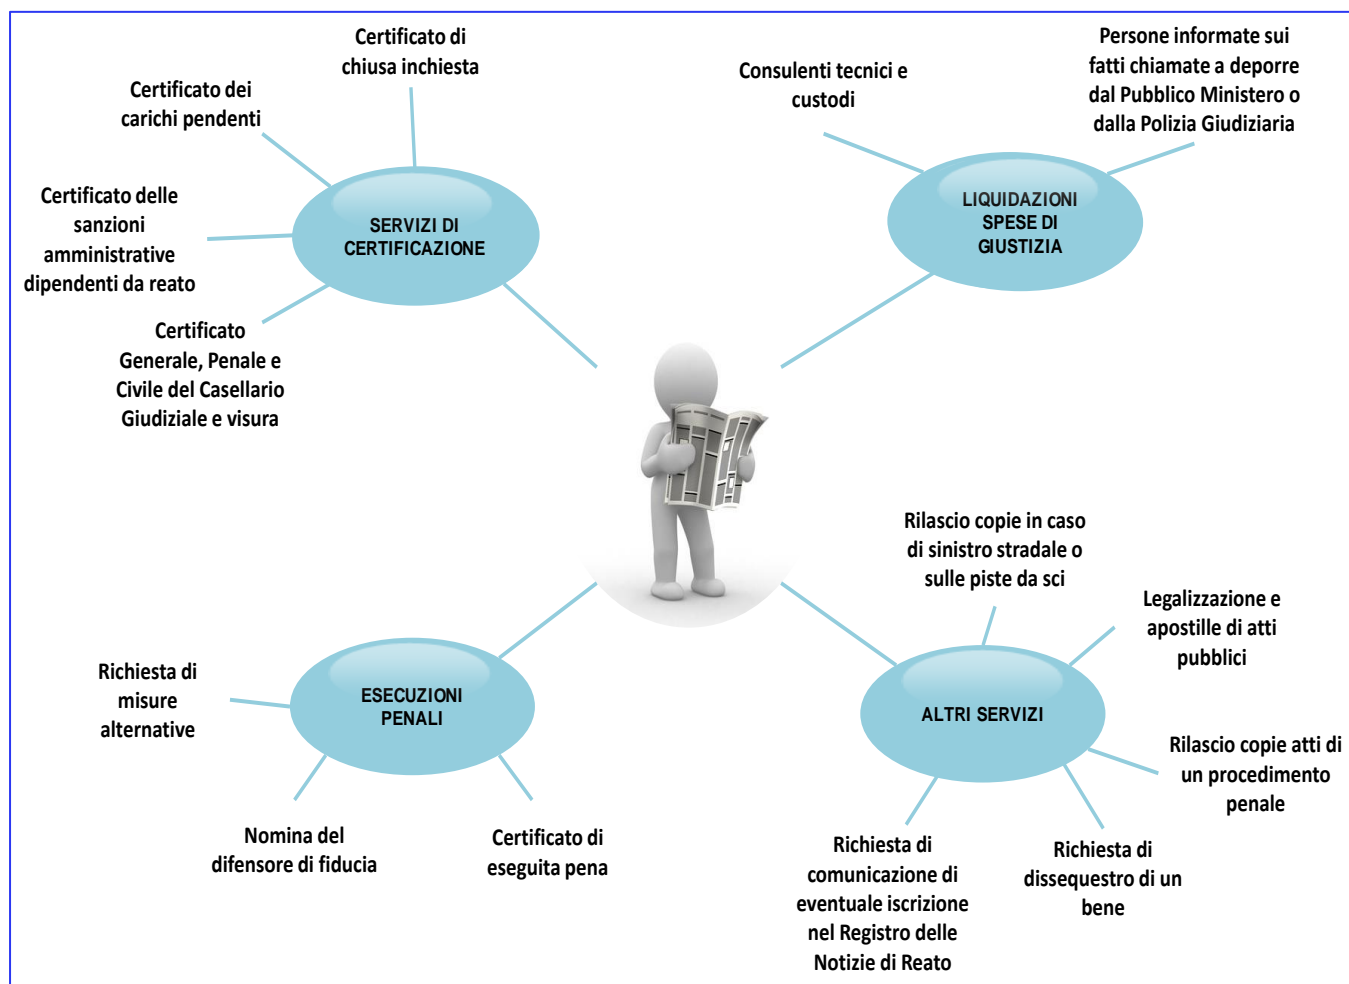 Certificato di
chiusa inchiesta
Certificato dei
carichi pendenti
Certificato delle
sanzioni
amministrative
dipendenti da reato
Certificato
Generale, Penale e
Civile del Casellario
Giudiziale e visura
SERVIZI DI
CERTIFICAZIONE
Consulenti tecnici e
custodi
Persone informate sui
fatti chiamate a deporre
dal Pubblico Ministero o
dalla Polizia Giudiziaria
LIQUIDAZIONI
SPESE DI
GIUSTIZIA
Richiesta di
misure
alternative
ESECUZIONI
PENALI
Nomina del
difensore di fiducia
Certificato di
eseguita pena
Rilascio copie in caso
di sinistro stradale o
sulle piste da sci
Legalizzazione e
apostille di atti
pubblici
ALTRI SERVIZI
Rilascio copie atti di
un procedimento
penale
Richiesta di
dissequestro di un
bene
Richiesta di
comunicazione di
eventuale iscrizione
nel Registro delle
Notizie di Reato